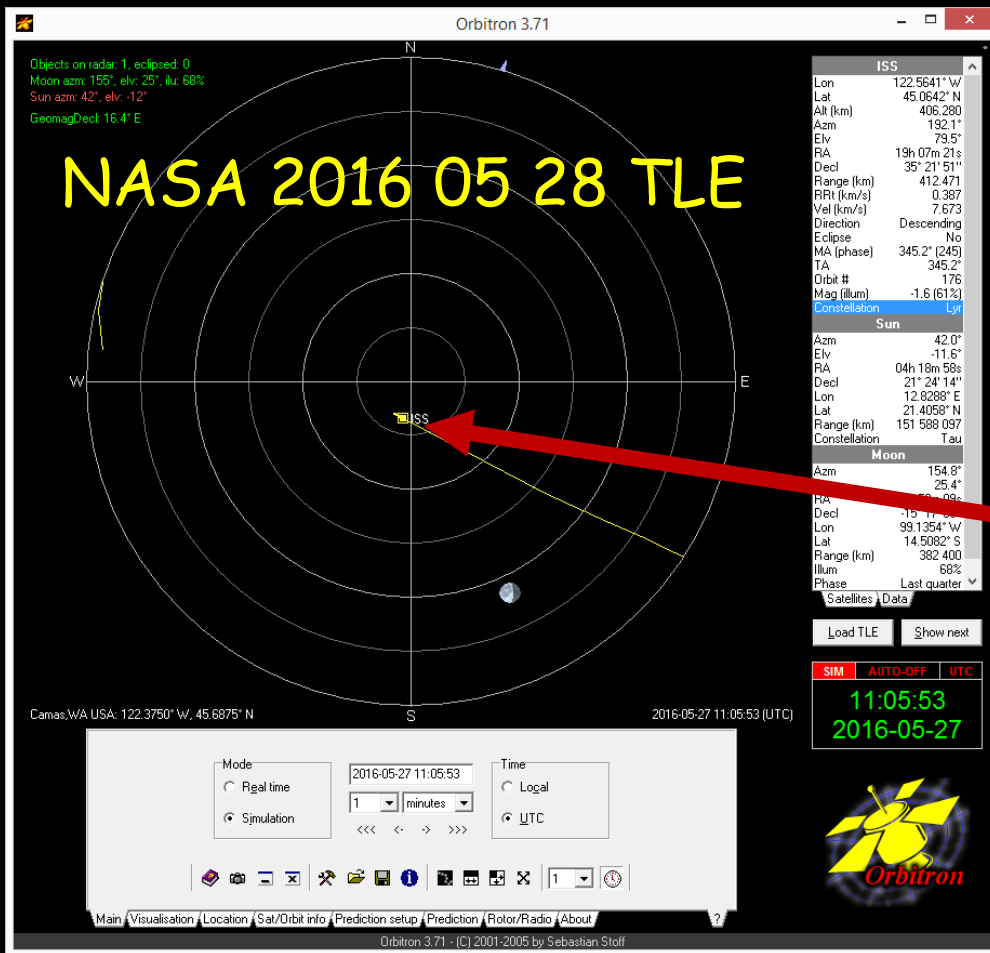 Orbitron 3.71
Objects on radar: 1, eclipsed: 0
Moon azm: 155°, elv: 25°, ilu: 68%
Sun azm: 42°, elv: -12°
GeomagDecl: 16.4° E
N
NASA 2016 05 28 TLE
W
E
ISS
S
Camas,WA USA: 122.3750° W, 45.6875° N
2016-05-27 11:05:53 (UTC)
ISS
Lon 122.5641° W
Lat 45.0642° N
Alt (km) 406.280
Azm 192.1°
Elv 79.5°
RA 19h 07m 21s
Decl 35° 21' 51''
Range (km) 412.471
RRt (km/s) 0.387
Vel (km/s) 7.673
Direction Descending
Eclipse No
MA (phase) 345.2° (245)
TA 345.2°
Orbit # 176
Mag (illum) -1.6 (61%)
Constellation Lyr
Sun
Azm 42.0°
Elv -11.6°
RA 04h 18m 58s
Decl 21° 24' 14''
Lon 12.8288° E
Lat 21.4058° N
Range (km) 151 588 097
Constellation Tau
Moon
Azm 154.8°
25.4°
RA
Decl
Lon 99.1354° W
Lat 14.5082° S
Range (km) 382 400
Illum 68%
Phase Last quarter
Satellites Data
Load TLE Show next
SIM AUTO-OFF UTC
11:05:53
2016-05-27
Orbitron
Mode
Real time
Simulation
2016-05-27 11:05:53
1 minutes
<<< <- -> >>>
Time
Local
UTC
1
Main Visualisation Location Sat/Orbit info Prediction setup Prediction Rotor/Radio About ?
Orbitron 3.71 - (C) 2001-2005 by Sebastian Stoff